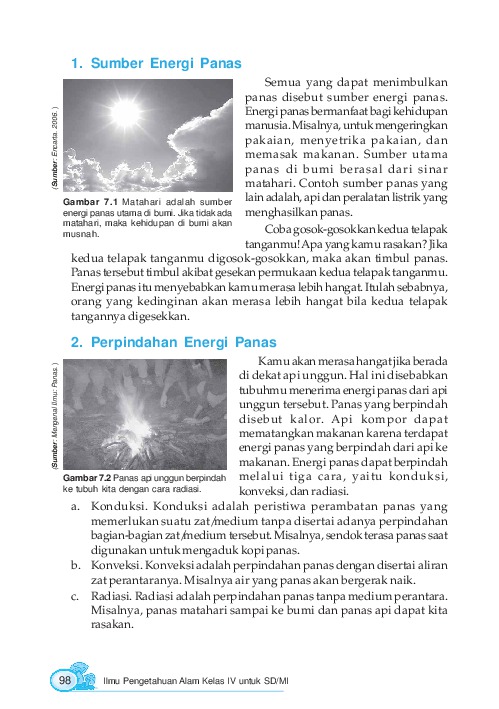 1. Sumber Energi Panas
(Sumber: Encarta. 2006.)
Gambar 7.1 Matahari adalah sumber
energi panas utama di bumi. Jika tidak ada
matahari, maka kehidupan di bumi akan
musnah.
Semua yang dapat menimbulkan
panas disebut sumber energi panas.
Energi panas bermanfaat bagi kehidupan
manusia. Misalnya, untuk mengeringkan
pakaian, menyetrika pakaian, dan
memasak makanan. Sumber utama
panas di bumi berasal dari sinar
matahari. Contoh sumber panas yang
lain adalah, api dan peralatan listrik yang
menghasilkan panas.
Coba gosok-gosokkan kedua telapak
tanganmu! Apa yang kamu rasakan? Jika
kedua telapak tanganmu digosok-gosokkan, maka akan timbul panas.
Panas tersebut timbul akibat gesekan permukaan kedua telapak tanganmu.
Energi panas itu menyebabkan kamu merasa lebih hangat. Itulah sebabnya,
orang yang kedinginan akan merasa lebih hangat bila kedua telapak
tangannya digesekkan.
2. Perpindahan Energi Panas
(Sumber: Mengenal Ilmu: Panas.)
Gambar 7.2 Panas api unggun berpindah
ke tubuh kita dengan cara radiasi.
Kamu akan merasa hangat jika berada
di dekat api unggun. Hal ini disebabkan
tubuhmu menerima energi panas dari api
unggun tersebut. Panas yang berpindah
disebut kalor. Api kompor dapat
mematangkan makanan karena terdapat
energi panas yang berpindah dari api ke
makanan. Energi panas dapat berpindah
melalui tiga cara, yaitu konduksi,
konveksi, dan radiasi.
a. Konduksi. Konduksi adalah peristiwa perambatan panas yang
memerlukan suatu zat/medium tanpa disertai adanya perpindahan
bagian-bagian zat/medium tersebut. Misalnya, sendok terasa panas saat
digunakan untuk mengaduk kopi panas.
b. Konveksi. Konveksi adalah perpindahan panas dengan disertai aliran
zat perantaranya. Misalnya air yang panas akan bergerak naik.
c. Radiasi. Radiasi adalah perpindahan panas tanpa medium perantara.
Misalnya, panas matahari sampai ke bumi dan panas api dapat kita
rasakan.
98 Ilmu Pengetahuan Alam Kelas IV untuk SD/MI